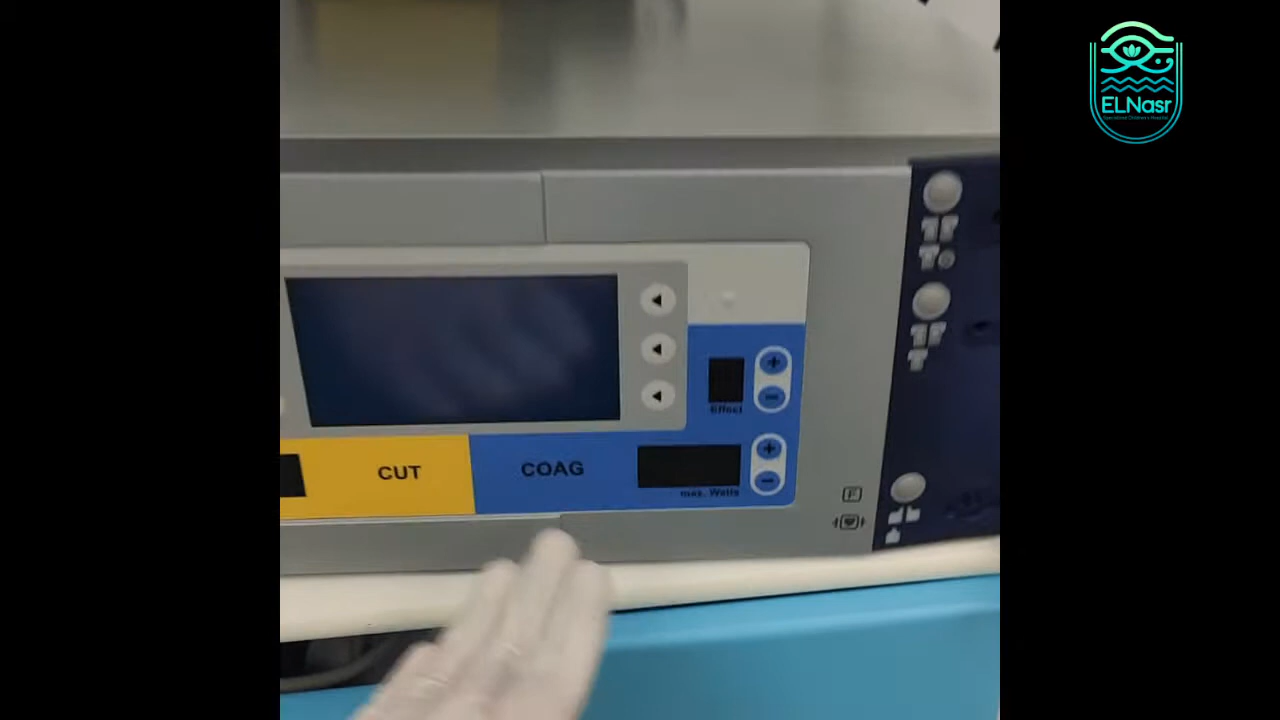 ELNasr
Effect
CUT
COAG
max. Watts
F